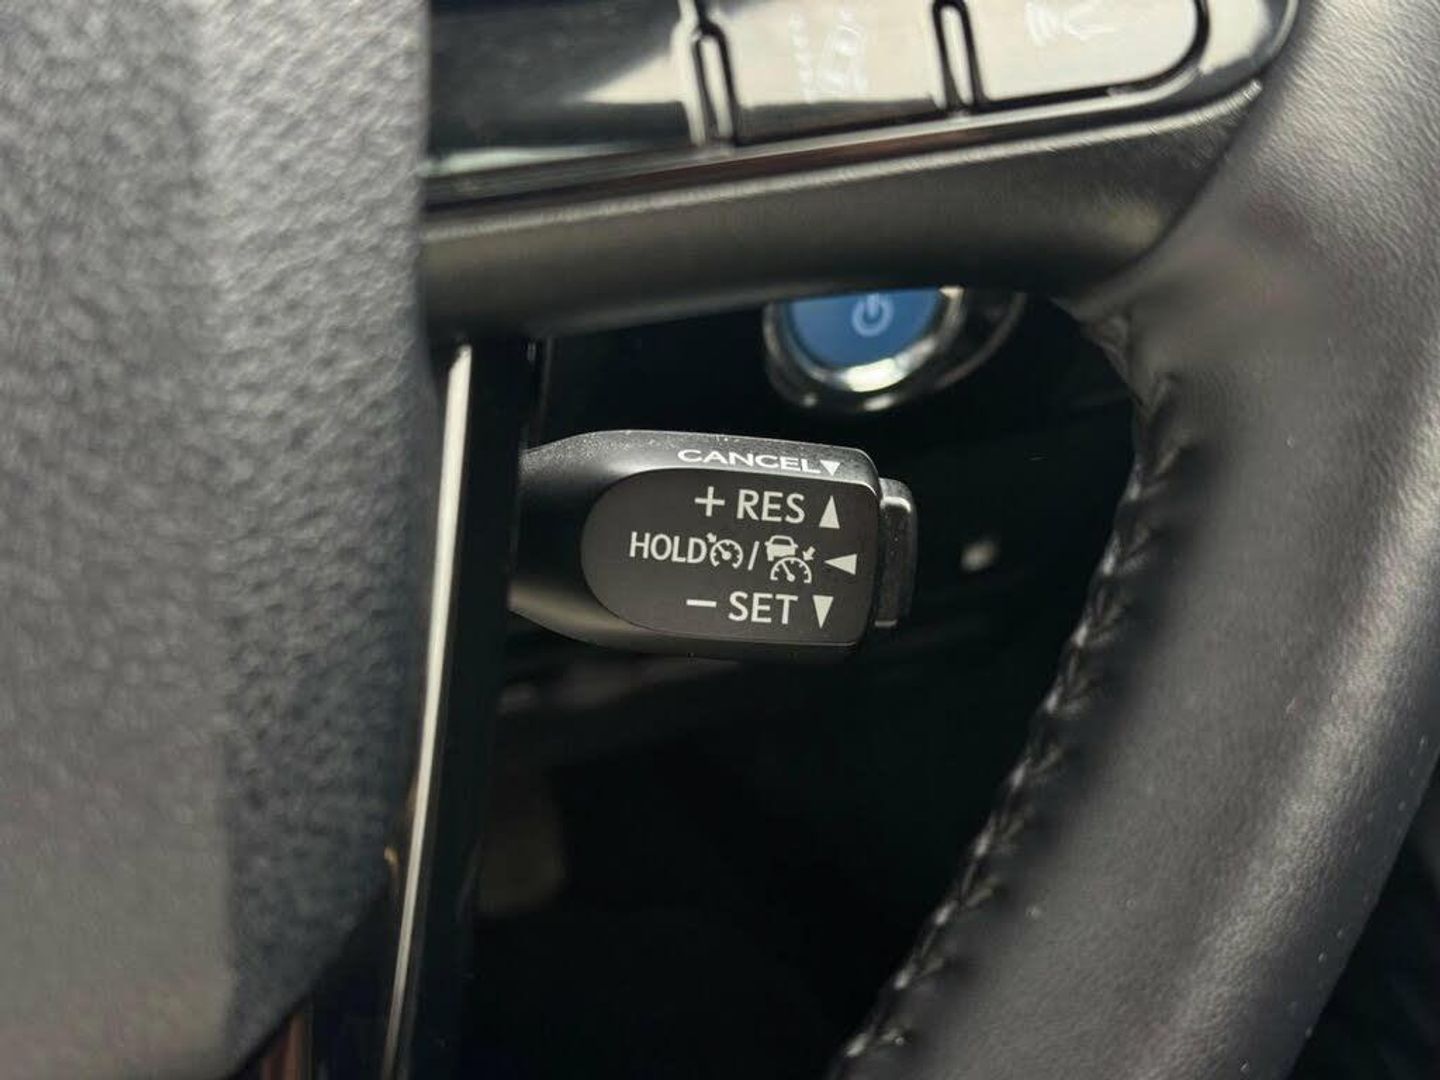 CANCEL▼
+ RES ▲
HOLD / ◀
− SET ▼